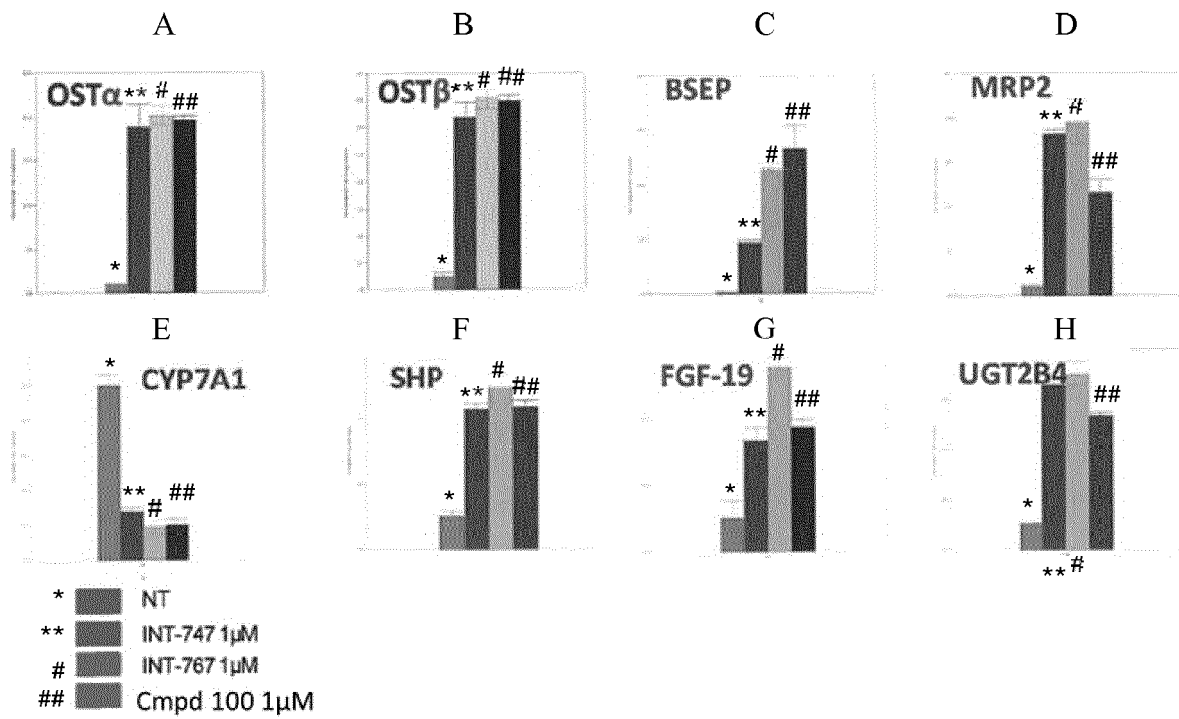 A
B
C
D
OSTα
**
#
##
*
OSTβ
**
#
##
*
BSEP
##
#
**
*
MRP2
**
#
##
*
E
F
G
H
*
CYP7A1
**
#
##
SHP
**
#
##
*
FGF-19
#
**
##
*
UGT2B4
##
*
** #
* NT
** INT-747 1µM
# INT-767 1µM
## Cmpd 100 1µM